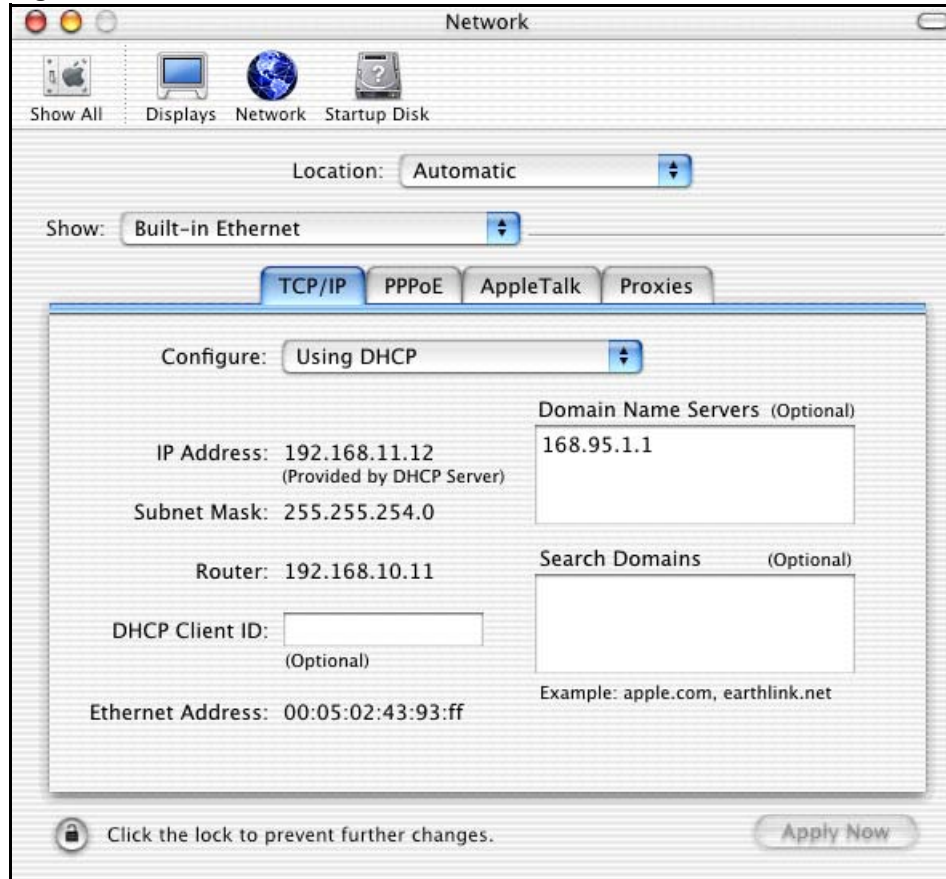 Network
Show All
Displays
Network
Startup Disk
Location: Automatic
Show: Built-in Ethernet
TCP/IP
PPPoE
AppleTalk
Proxies
Configure: Using DHCP
Domain Name Servers (Optional)
168.95.1.1
IP Address: 192.168.11.12
(Provided by DHCP Server)
Subnet Mask: 255.255.254.0
Router: 192.168.10.11
Search Domains (Optional)
DHCP Client ID:
(Optional)
Example: apple.com, earthlink.net
Ethernet Address: 00:05:02:43:93:ff
Click the lock to prevent further changes.
Apply Now